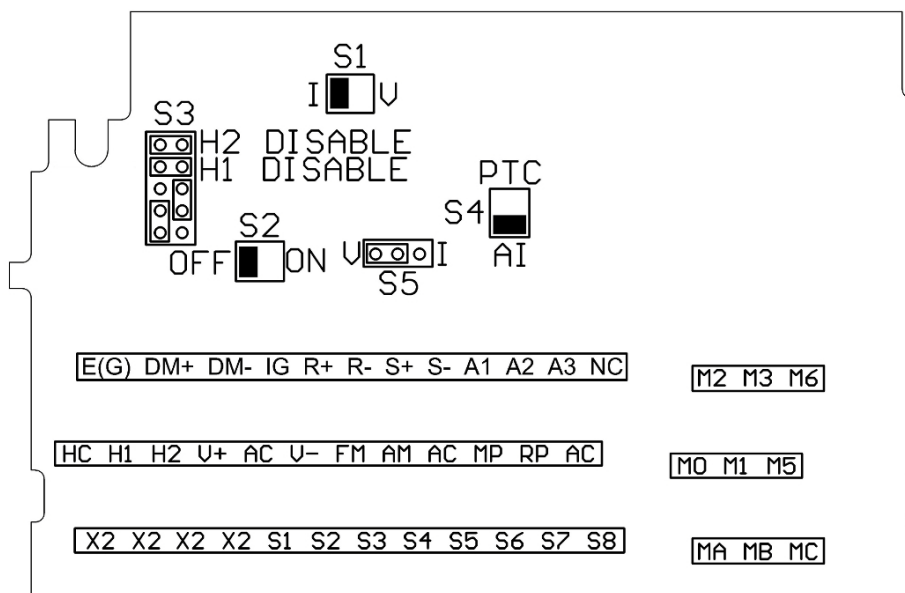 S1
I V
S3
H2 DISABLE
H1 DISABLE
PTC
S4
S2
AI
OFF ON
V I
S5
E(G) DM+ DM- IG R+ R- S+ S- A1 A2 A3 NC
M2 M3 M6
HC H1 H2 V+ AC V- FM AM AC MP RP AC
M0 M1 M5
X2 X2 X2 X2 S1 S2 S3 S4 S5 S6 S7 S8
MA MB MC